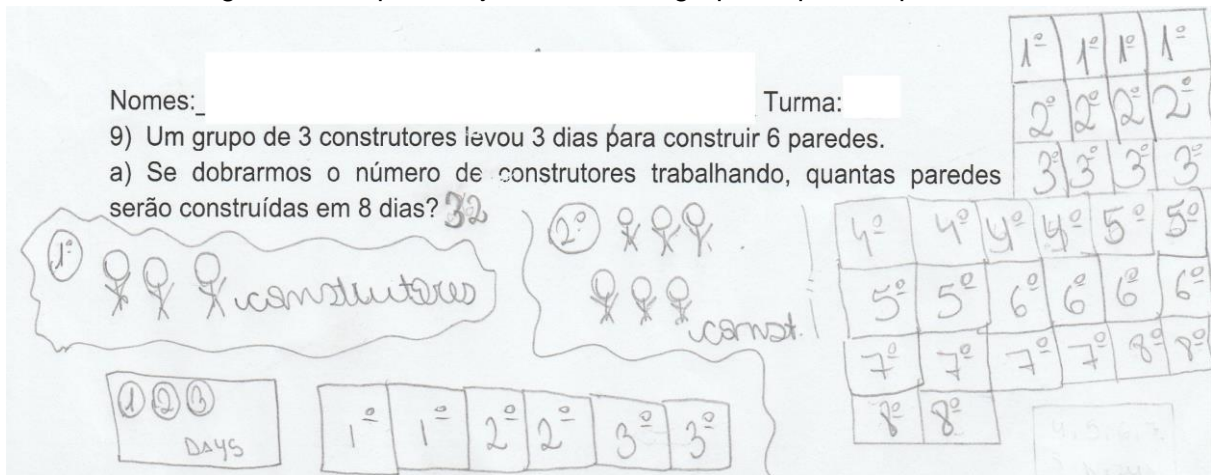 Nomes:_ Turma:
9) Um grupo de 3 construtores levou 3 dias para construir 6 paredes.
a) Se dobrarmos o número de construtores trabalhando, quantas paredes
serão construídas em 8 dias? 32
1º construtores
1 2 3
DAYS
1º 1º 2º 2º 3º 3º
2º
const.
1º 1º 1º 1º
2º 2º 2º 2º
3º 3º 3º 3º
4º 4º 4º 4º 5º 5º
5º 5º 6º 6º 6º 6º
7º 7º 7º 7º 8º 8º
8º 8º